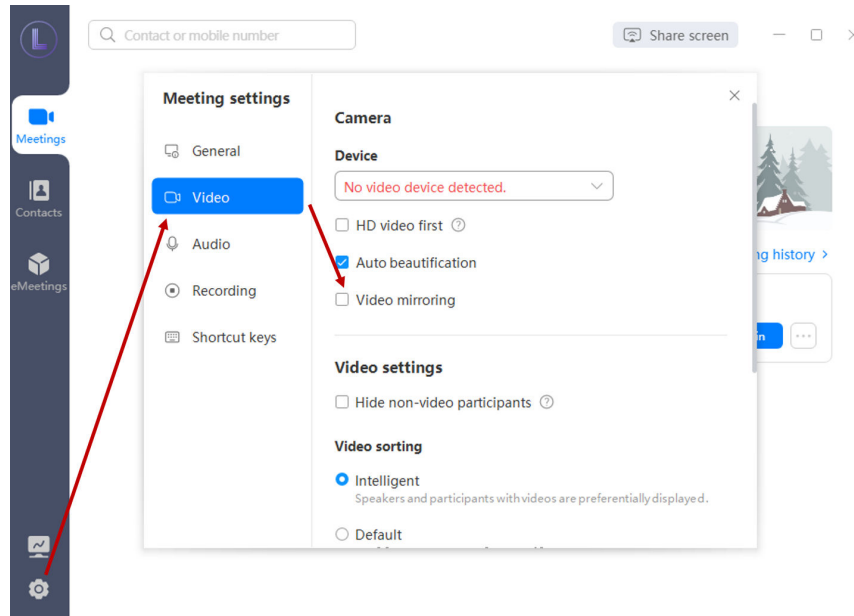 L
Contact or mobile number
Share screen
Meetings
Contacts
eMeetings
Meeting settings
General
Video
Audio
Recording
Shortcut keys
Camera
Device
No video device detected.
HD video first
Auto beautification
Video mirroring
Video settings
Hide non-video participants
Video sorting
Intelligent
Speakers and participants with videos are preferentially displayed.
Default
ng history >
in